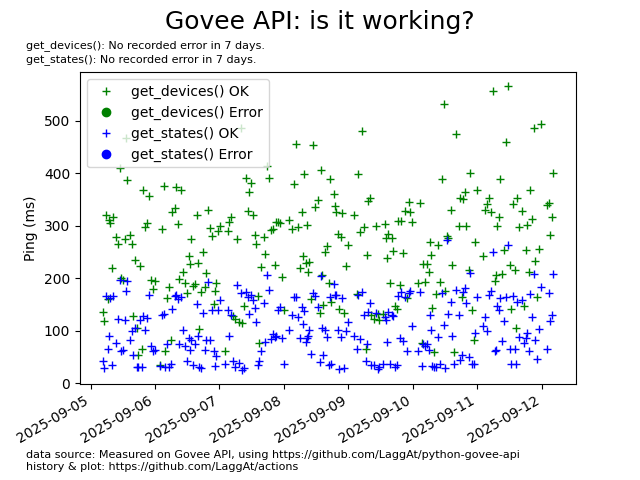 Govee API: is it working?
get_devices(): No recorded error in 7 days.
get_states(): No recorded error in 7 days.
get_devices() OK
get_devices() Error
get_states() OK
get_states() Error
Ping (ms)
500
400
300
200
100
0
2025-09-05
2025-09-06
2025-09-07
2025-09-08
2025-09-09
2025-09-10
2025-09-11
2025-09-12
data source: Measured on Govee API, using https://github.com/LaggAt/python-govee-api
history & plot: https://github.com/LaggAt/actions